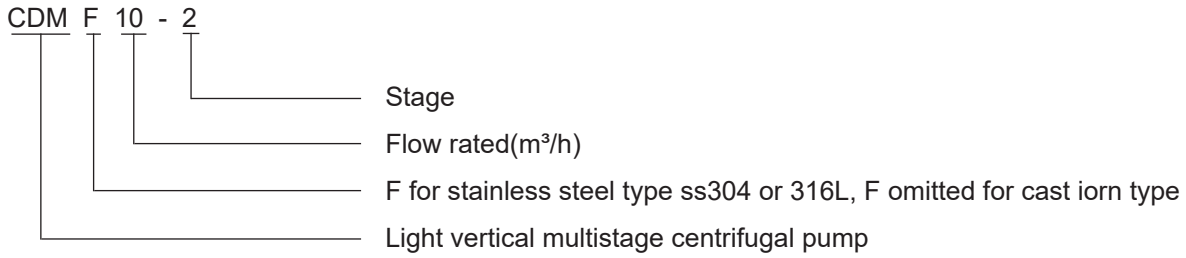 CDM F 10 - 2
Stage
Flow rated(m³/h)
F for stainless steel type ss304 or 316L, F omitted for cast iorn type
Light vertical multistage centrifugal pump